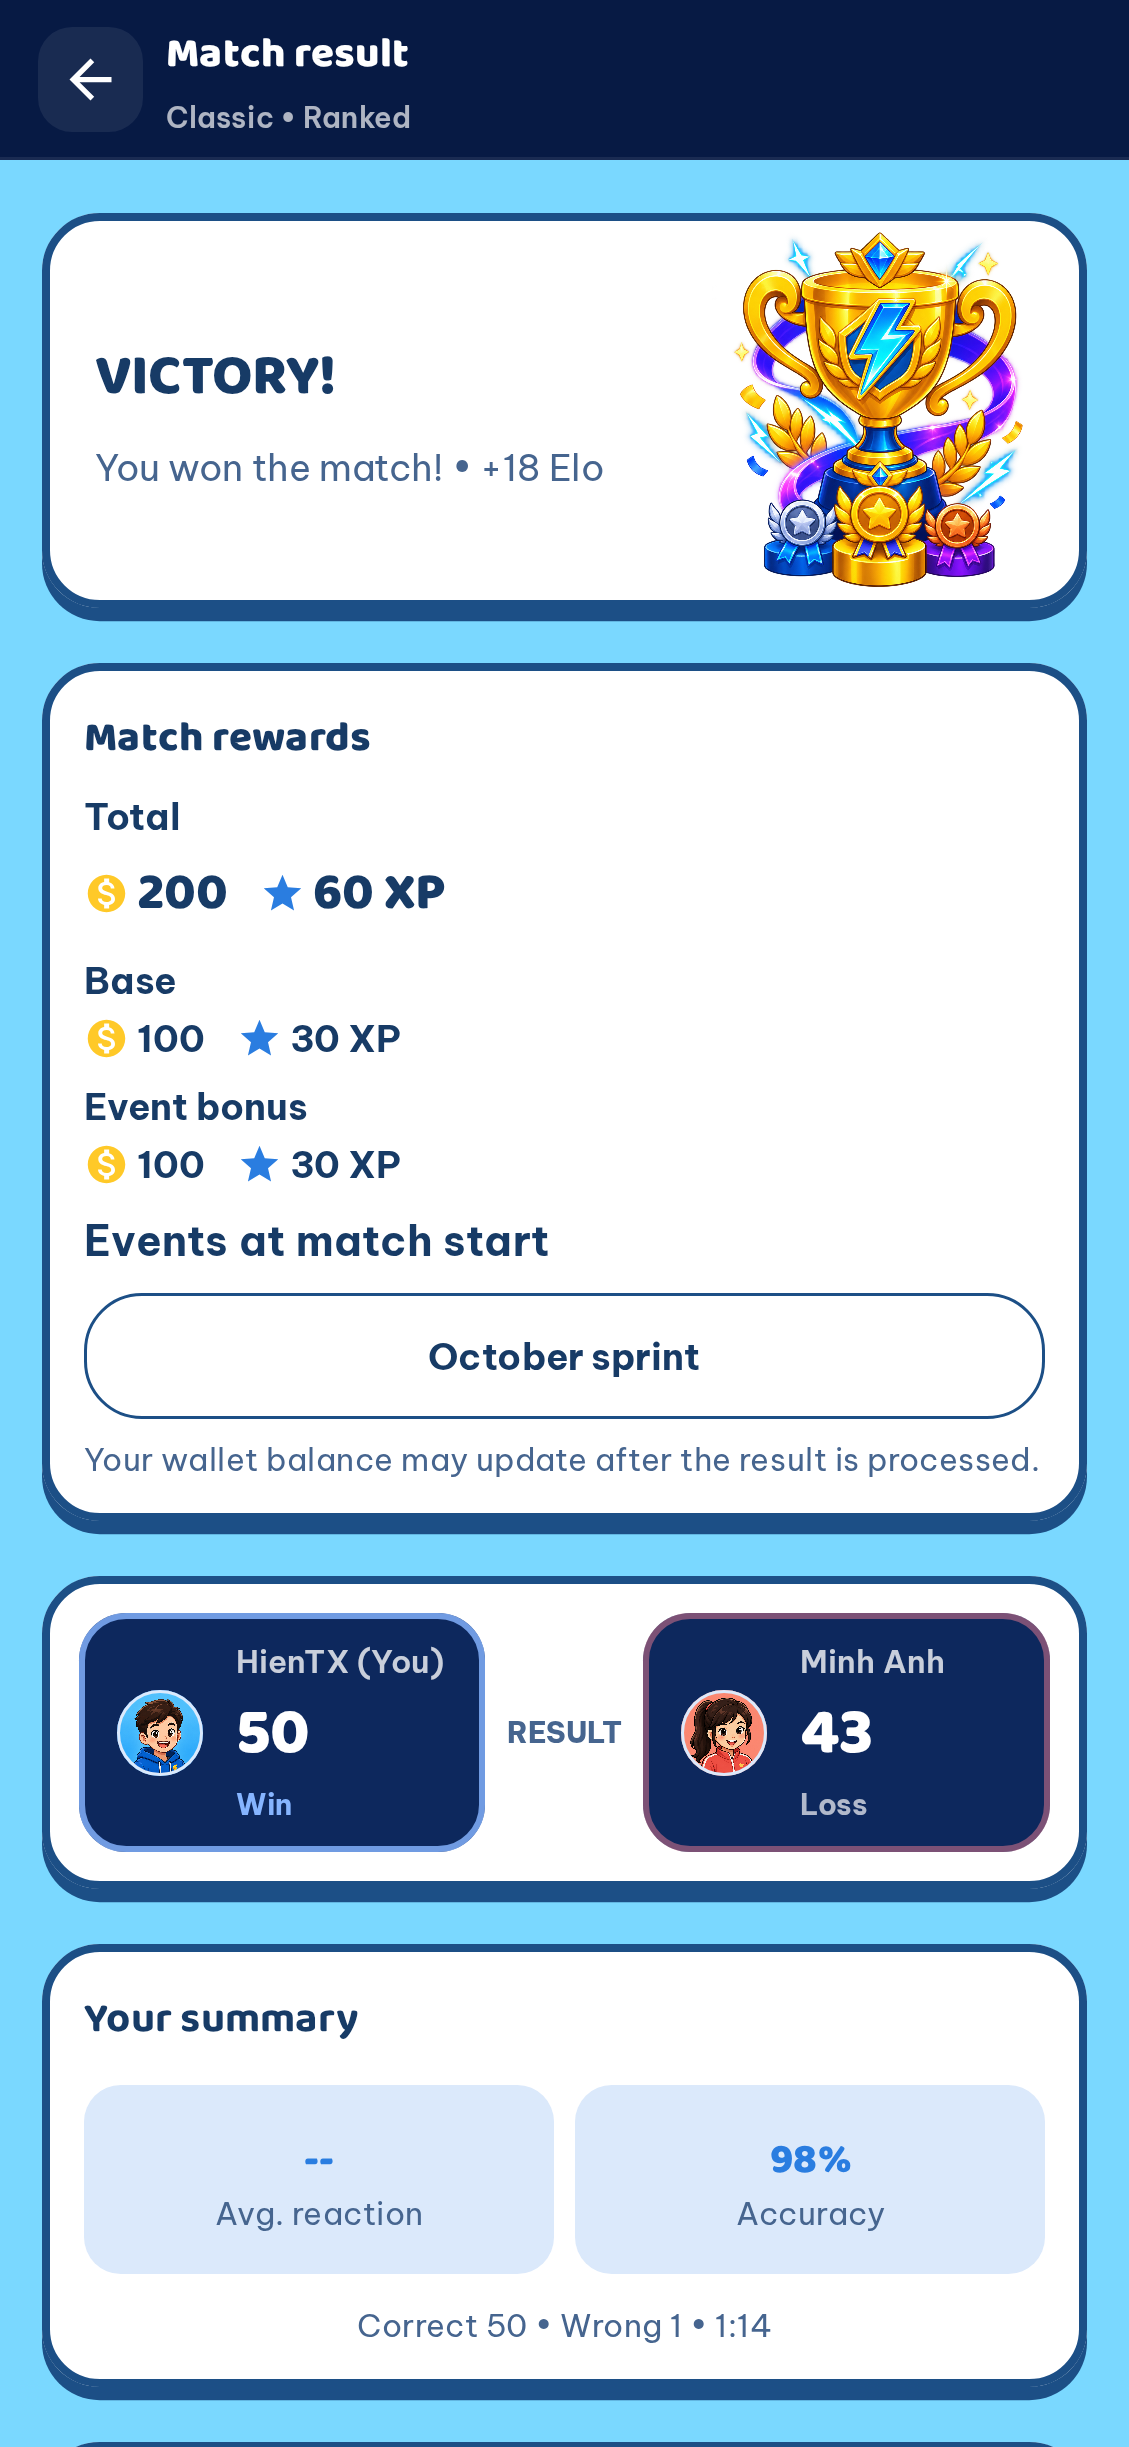 Match result
Classic • Ranked
VICTORY!
You won the match! • +18 Elo
Match rewards
Total
200 60 XP
Base
100 30 XP
Event bonus
100 30 XP
Events at match start
October sprint
Your wallet balance may update after the result is processed.
HienTX (You)
50
Win
RESULT
Minh Anh
43
Loss
Your summary
--
Avg. reaction
98%
Accuracy
Correct 50 • Wrong 1 • 1:14